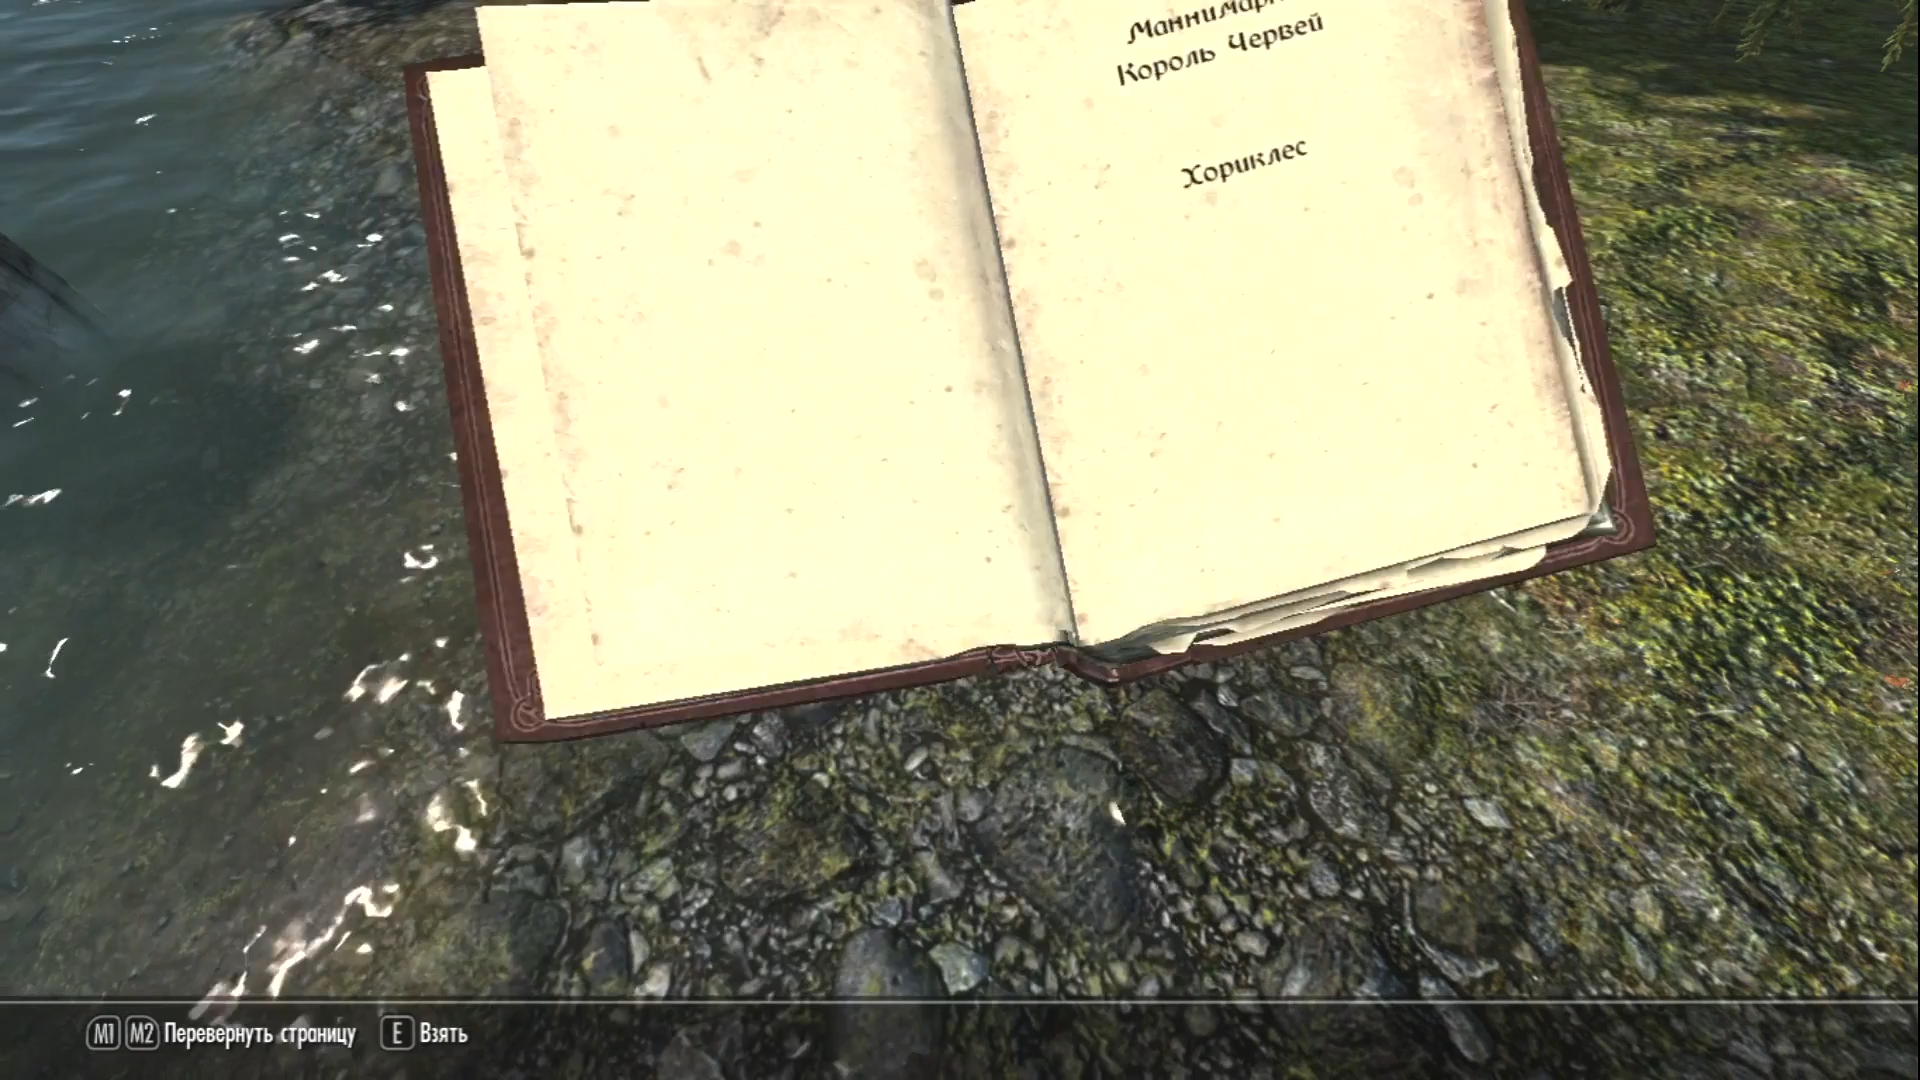 Король Червей
Хориклес
M1 M2 Перевернуть страницу E Взять